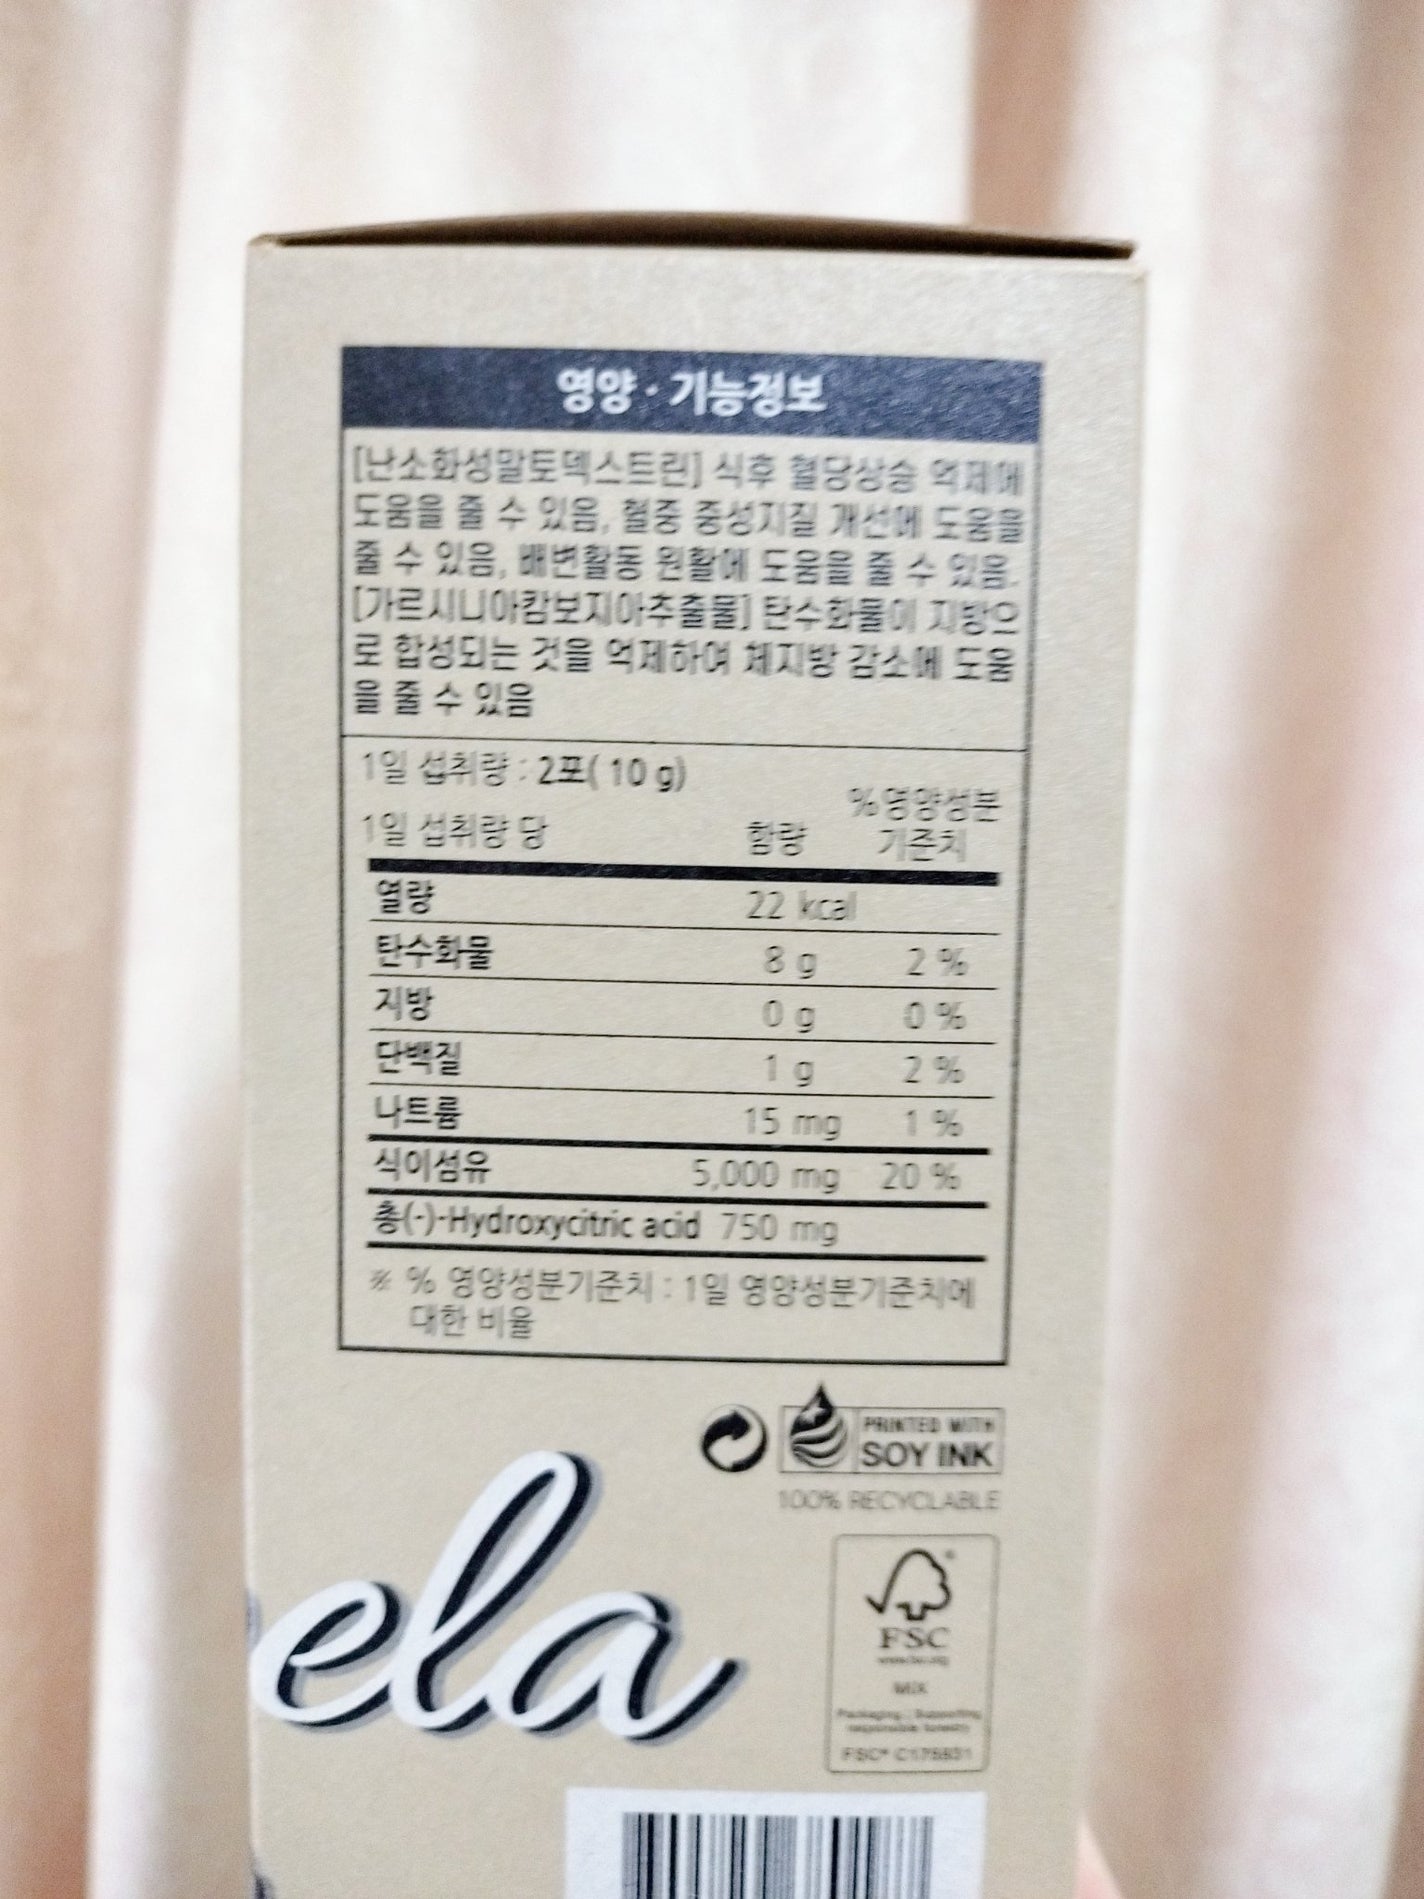 영양 · 기능정보
[난소화성말토덱스트린] 식후 혈당상승 억제에
도움을 줄 수 있음, 혈중 중성지질 개선에 도움을
줄 수 있음, 배변활동 원활에 도움을 줄 수 있음.
[가르시니아캄보지아추출물] 탄수화물이 지방으
로 합성되는 것을 억제하여 체지방 감소에 도움
을 줄 수 있음
1일 섭취량 : 2포( 10 g)
1일 섭취량 당 함량 %영양성분 기준치
열량 22 kcal
탄수화물 8 g 2 %
지방 0 g 0 %
단백질 1 g 2 %
나트륨 15 mg 1 %
식이섬유 5,000 mg 20 %
총(-)-Hydroxycitric acid 750 mg
※ % 영양성분기준치 : 1일 영양성분기준치에
대한 비율
PRINTED WITH
SOY INK
100% RECYCLABLE
ela
FSC
MIX
Packaging | Supporting
responsible forestry